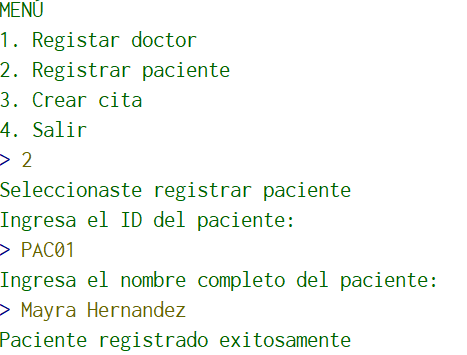 MENÚ
1. Registar doctor
2. Registrar paciente
3. Crear cita
4. Salir
> 2
Seleccionaste registrar paciente
Ingresa el ID del paciente:
> PAC01
Ingresa el nombre completo del paciente:
> Mayra Hernandez
Paciente registrado exitosamente